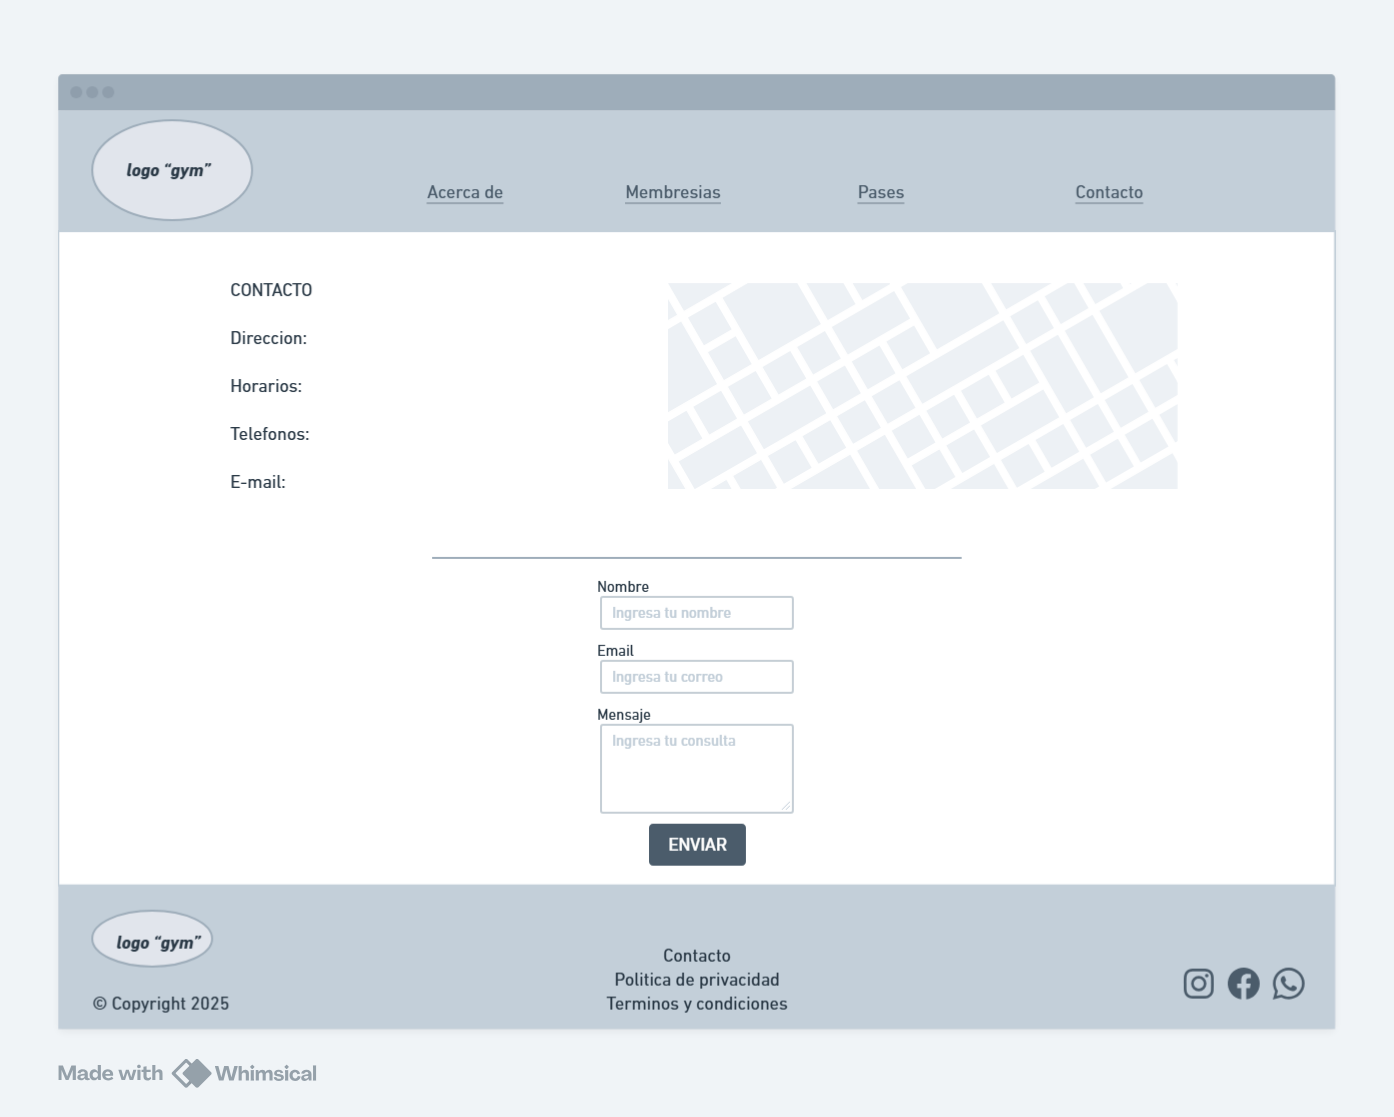 logo “gym”
Acerca de
Membresias
Pases
Contacto
CONTACTO
Direccion:
Horarios:
Telefonos:
E-mail:
Nombre
Ingresa tu nombre
Email
Ingresa tu correo
Mensaje
Ingresa tu consulta
ENVIAR
logo “gym”
© Copyright 2025
Contacto
Politica de privacidad
Terminos y condiciones
Made with Whimsical